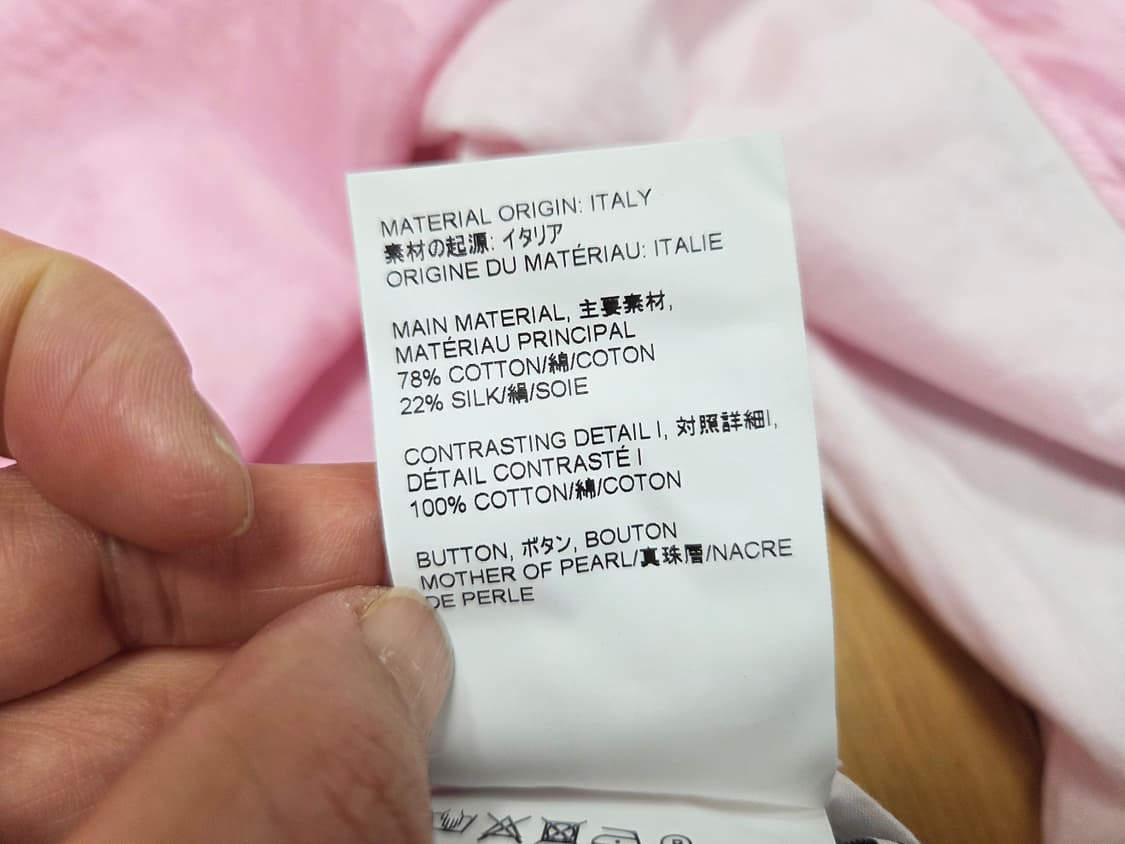 MATERIAL ORIGIN: ITALY
素材の起源: イタリア
ORIGINE DU MATÉRIAU: ITALIE
MAIN MATERIAL, 主要素材,
MATÉRIAU PRINCIPAL
78% COTTON/綿/COTON
22% SILK/絹/SOIE
CONTRASTING DETAIL I, 対照詳細I,
DÉTAIL CONTRASTÉ I
100% COTTON/綿/COTON
BUTTON, ボタン, BOUTON
MOTHER OF PEARL/真珠層/NACRE
DE PERLE